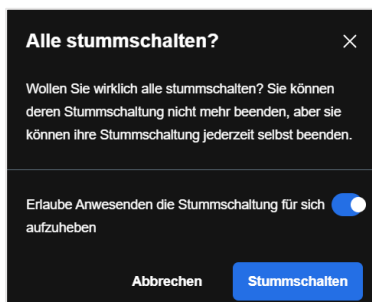 Alle stummschalten?
Wollen Sie wirklich alle stummschalten? Sie können
deren Stummschaltung nicht mehr beenden, aber sie
können ihre Stummschaltung jederzeit selbst beenden.
Erlaube Anwesenden die Stummschaltung für sich
aufzuheben
Abbrechen Stummschalten